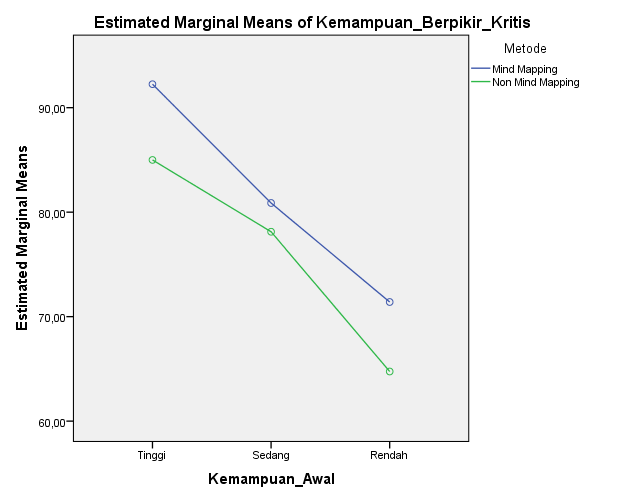 Estimated Marginal Means of Kemampuan_Berpikir_Kritis
Metode
Mind Mapping
Non Mind Mapping
Estimated Marginal Means
90,00
80,00
70,00
60,00
Tinggi
Sedang
Rendah
Kemampuan_Awal